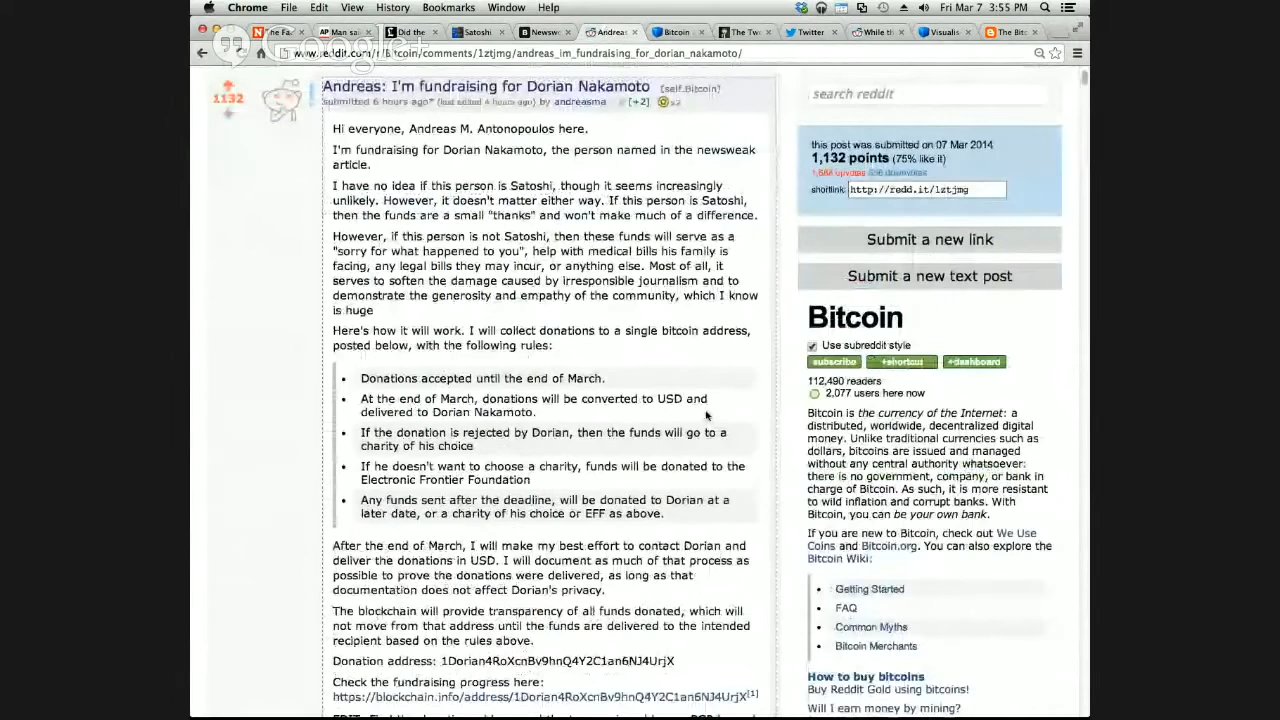 Chrome File Edit View History Bookmarks Window Help Fri Mar 7 3:55 PM
N The Fa AP Man sa Did the Satoshi Newsw Andrea Bitcoin The Tw Twitter While th Visualis The Bit
Google+
www.reddit.com/r/Bitcoin/comments/1ztjmg/andreas_im_fundraising_for_dorian_nakamoto/
1132
Andreas: I'm fundraising for Dorian Nakamoto (self.Bitcoin)
submitted 6 hours ago* (last edited 4 hours ago) by andreasma [+2] x2
Hi everyone, Andreas M. Antonopoulos here.
I'm fundraising for Dorian Nakamoto, the person named in the newsweak
article.
I have no idea if this person is Satoshi, though it seems increasingly
unlikely. However, it doesn't matter either way. If this person is Satoshi,
then the funds are a small "thanks" and won't make much of a difference.
However, if this person is not Satoshi, then these funds will serve as a
"sorry for what happened to you", help with medical bills his family is
facing, any legal bills they may incur, or anything else. Most of all, it
serves to soften the damage caused by irresponsible journalism and to
demonstrate the generosity and empathy of the community, which I know
is huge
Here's how it will work. I will collect donations to a single bitcoin address,
posted below, with the following rules:
• Donations accepted until the end of March.
• At the end of March, donations will be converted to USD and
delivered to Dorian Nakamoto.
• If the donation is rejected by Dorian, then the funds will go to a
charity of his choice
• If he doesn't want to choose a charity, funds will be donated to the
Electronic Frontier Foundation
• Any funds sent after the deadline, will be donated to Dorian at a
later date, or a charity of his choice or EFF as above.
After the end of March, I will make my best effort to contact Dorian and
deliver the donations in USD. I will document as much of that process as
possible to prove the donations were delivered, as long as that
documentation does not affect Dorian's privacy.
The blockchain will provide transparency of all funds donated, which will
not move from that address until the funds are delivered to the intended
recipient based on the rules above.
Donation address: 1Dorian4RoXcnBv9hnQ4Y2C1an6NJ4UrjX
Check the fundraising progress here:
https://blockchain.info/address/1Dorian4RoXcnBv9hnQ4Y2C1an6NJ4UrjX[1]
search reddit
this post was submitted on 07 Mar 2014
1,132 points (75% like it)
upvotes downvotes
shortlink: http://redd.it/1ztjmg
Submit a new link
Submit a new text post
Bitcoin
Use subreddit style
subscribe +shortcut +dashboard
112,490 readers
2,077 users here now
Bitcoin is the currency of the Internet: a
distributed, worldwide, decentralized digital
money. Unlike traditional currencies such as
dollars, bitcoins are issued and managed
without any central authority whatsoever:
there is no government, company, or bank in
charge of Bitcoin. As such, it is more resistant
to wild inflation and corrupt banks. With
Bitcoin, you can be your own bank.
If you are new to Bitcoin, check out We Use
Coins and Bitcoin.org. You can also explore the
Bitcoin Wiki:
• Getting Started
• FAQ
• Common Myths
• Bitcoin Merchants
How to buy bitcoins
Buy Reddit Gold using bitcoins!
Will I earn money by mining?